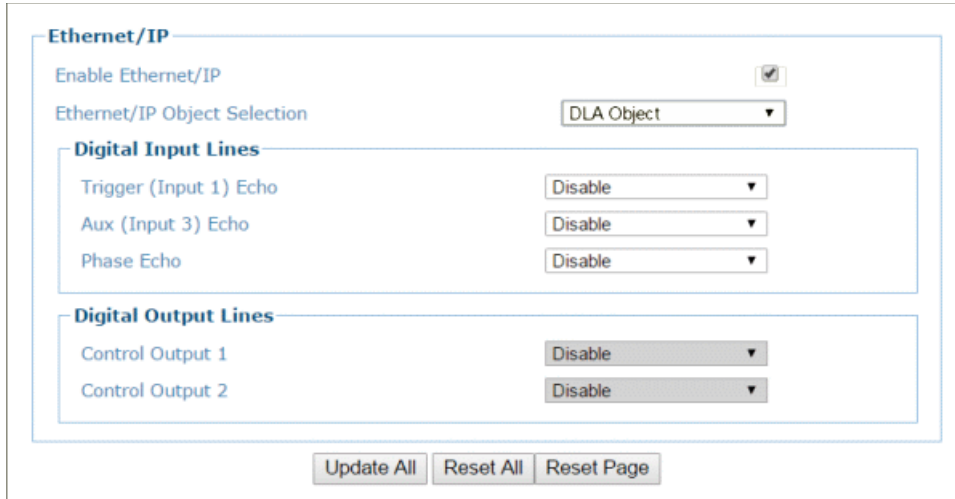 Ethernet/IP
Enable Ethernet/IP
Ethernet/IP Object Selection DLA Object
Digital Input Lines
Trigger (Input 1) Echo Disable
Aux (Input 3) Echo Disable
Phase Echo Disable
Digital Output Lines
Control Output 1 Disable
Control Output 2 Disable
Update All Reset All Reset Page